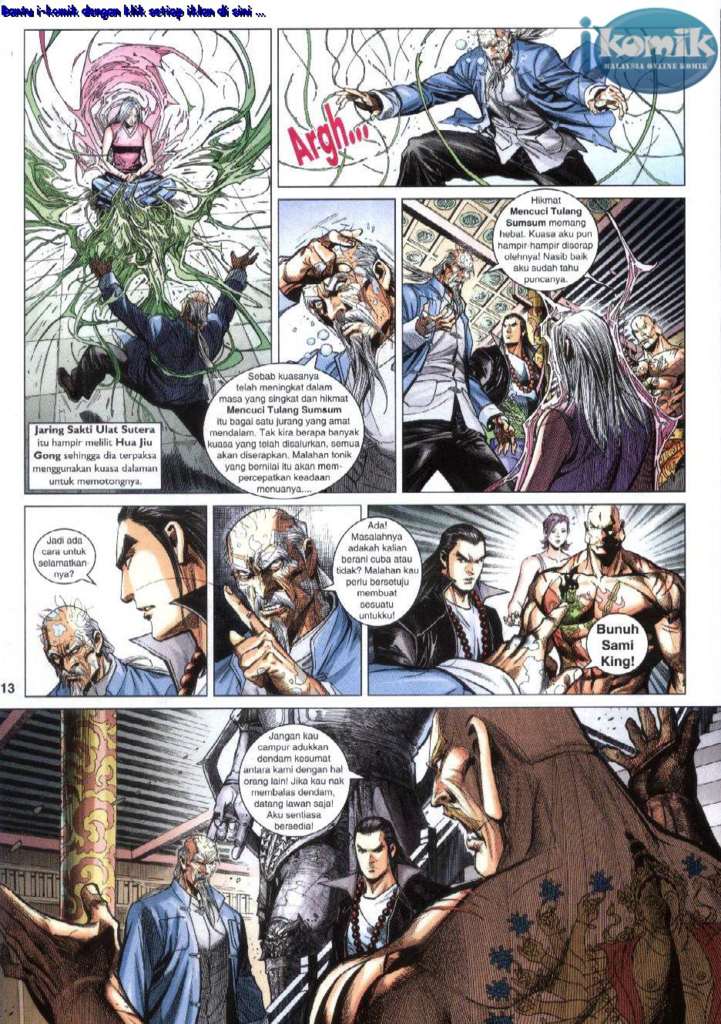 Bantu i-komik dengan klik setiap iklan di sini ...
ikomik
MALAYSIA ONLINE KOMIK
Argh...
Jaring Sakti Ulat Sutera
itu hampir melilit Hua Jiu
Gong sehingga dia terpaksa
menggunakan kuasa dalaman
untuk memotongnya.
Sebab kuasanya
telah meningkat dalam
masa yang singkat dan hikmat
Mencuci Tulang Sumsum
itu bagai satu jurang yang amat
mendalam. Tak kira berapa banyak
kuasa yang telah disalurkan, semua
akan diserapkan. Malahan tonik
yang bernilai itu akan mem-
percepatkan keadaan
menuanya....
Hikmat
Mencuci Tulang
Sumsum memang
hebat. Kuasa aku pun
hampir-hampir diserap
olehnya! Nasib baik
aku sudah tahu
puncanya.
Jadi ada
cara untuk
selamatkan-
nya?
Ada!
Masalahnya
adakah kalian
berani cuba atau
tidak? Malahan kau
perlu bersetuju
membuat
sesuatu
untukku!
Bunuh
Sami
King!
13
Jangan kau
campur adukkan
dendam kesumat
antara kami dengan hal
orang lain! Jika kau nak
membalas dendam,
datang lawan saja!
Aku sentiasa
bersedia!